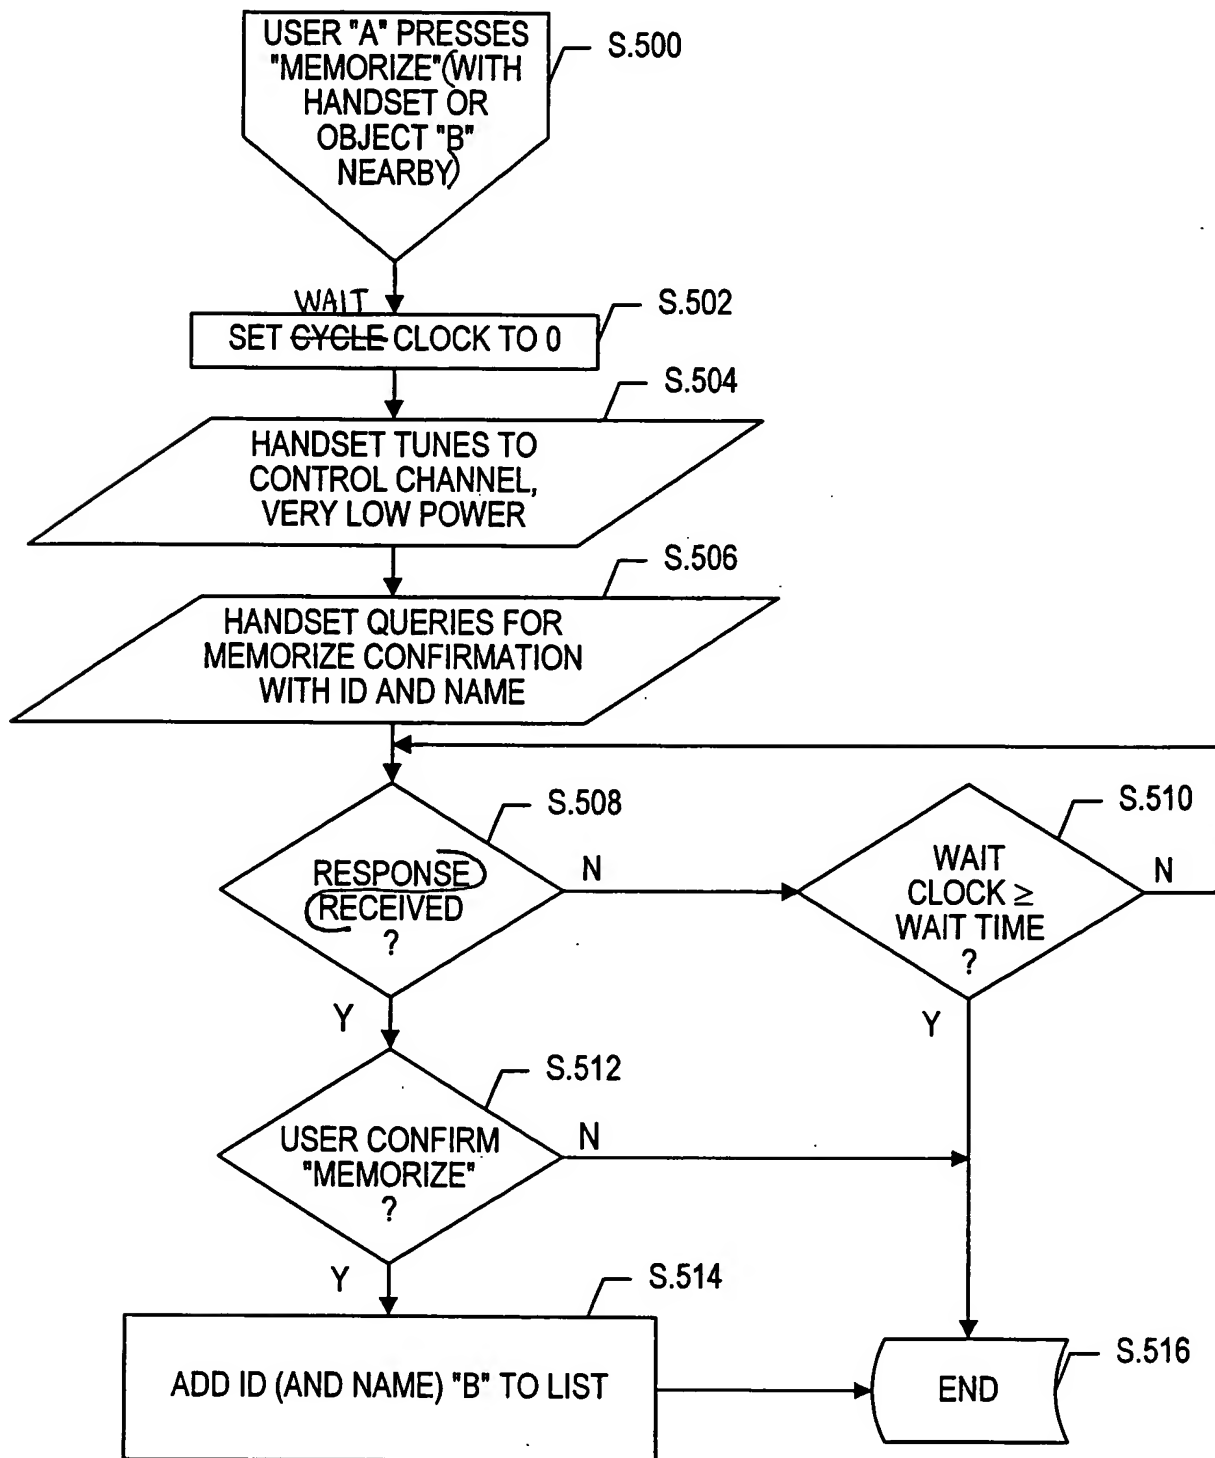 USER "A" PRESSES
"MEMORIZE" (WITH
HANDSET OR
OBJECT "B"
NEARBY)
S.500
WAIT
SET CYCLE CLOCK TO 0
S.502
S.504
HANDSET TUNES TO
CONTROL CHANNEL,
VERY LOW POWER
S.506
HANDSET QUERIES FOR
MEMORIZE CONFIRMATION
WITH ID AND NAME
S.508
RESPONSE
RECEIVED
?
N
Y
S.510
WAIT
CLOCK ≥
WAIT TIME
?
N
Y
S.512
USER CONFIRM
"MEMORIZE"
?
N
Y
S.514
ADD ID (AND NAME) "B" TO LIST
S.516
END